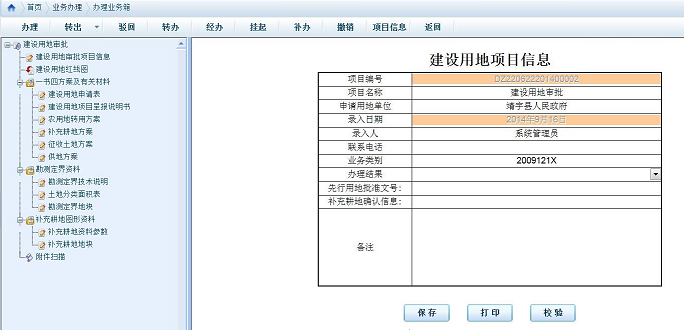 首页 业务办理 办理业务箱
办理 转出 驳回 转办 经办 挂起 补办 撤销 项目信息 返回
建设用地审批
建设用地审批项目信息
建设用地红线图
一书四方案及有关材料
建设用地申请表
建设用地项目呈报说明书
农用地转用方案
补充耕地方案
征收土地方案
供地方案
勘测定界资料
勘测定界技术说明
土地分类面积表
勘测定界地块
补充耕地图形资料
补充耕地资料参数
补充耕地地块
附件扫描
建设用地项目信息
项目编号 DZ220622201400002
项目名称 建设用地审批
申请用地单位 靖宇县人民政府
录入日期 2014年9月16日
录入人 系统管理员
联系电话
业务类别 2009121X
办理结果
先行用地批准文号:
补充耕地确认信息:
备注
保存 打印 校验